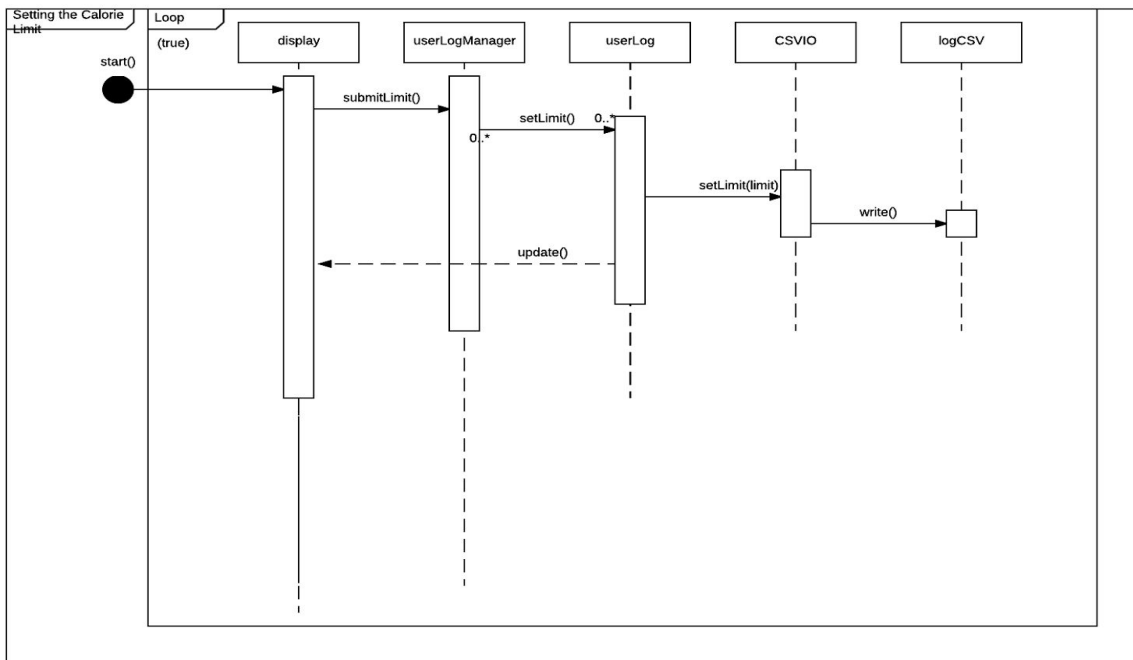 Setting the Calorie
Limit
Loop
(true)
display
userLogManager
userLog
CSVIO
logCSV
start()
submitLimit()
setLimit()
0..*
0..*
setLimit(limit)
write()
update()